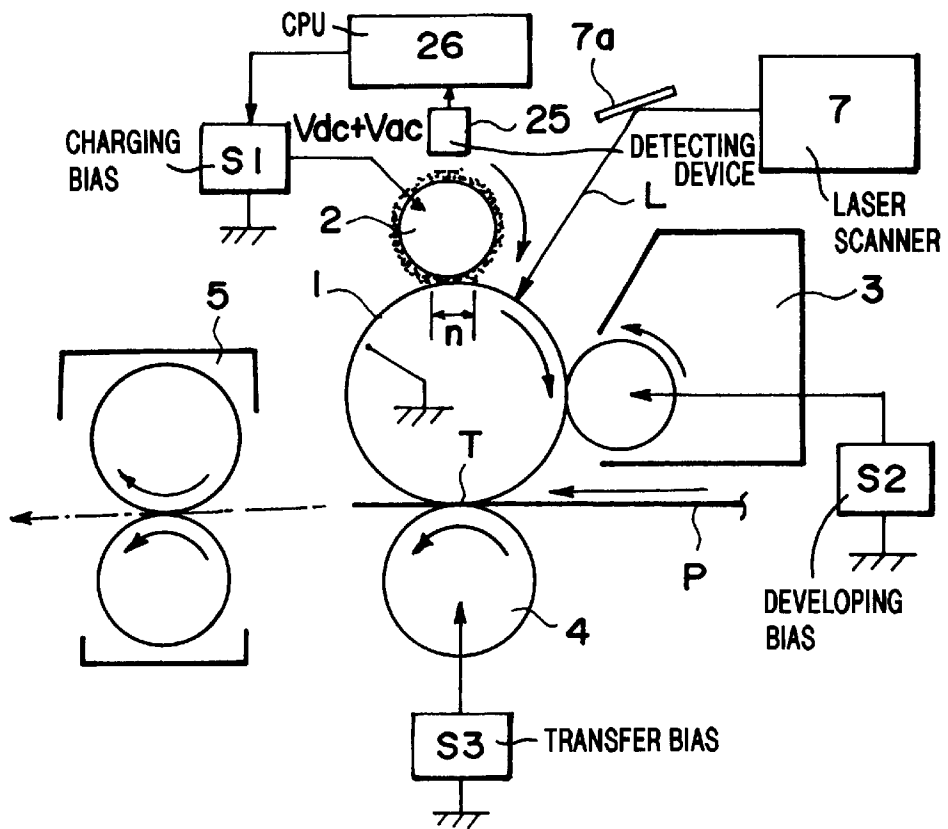 CPU
26
7a
7
25
Vdc+Vac
CHARGING
BIAS
S1
DETECTING
DEVICE
L
LASER
SCANNER
2
1
n
3
5
T
S2
P
DEVELOPING
BIAS
4
S3
TRANSFER BIAS